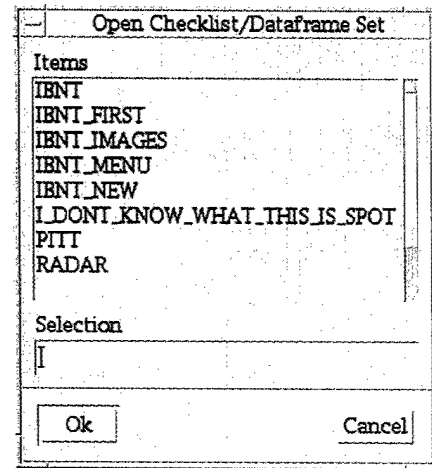 Open Checklist/Dataframe Set
Items
IBNT
IBNT_FIRST
IBNT_IMAGES
IBNT_MENU
IBNT_NEW
I_DONT_KNOW_WHAT_THIS_IS_SPOT
PITT
RADAR
Selection
Ok Cancel